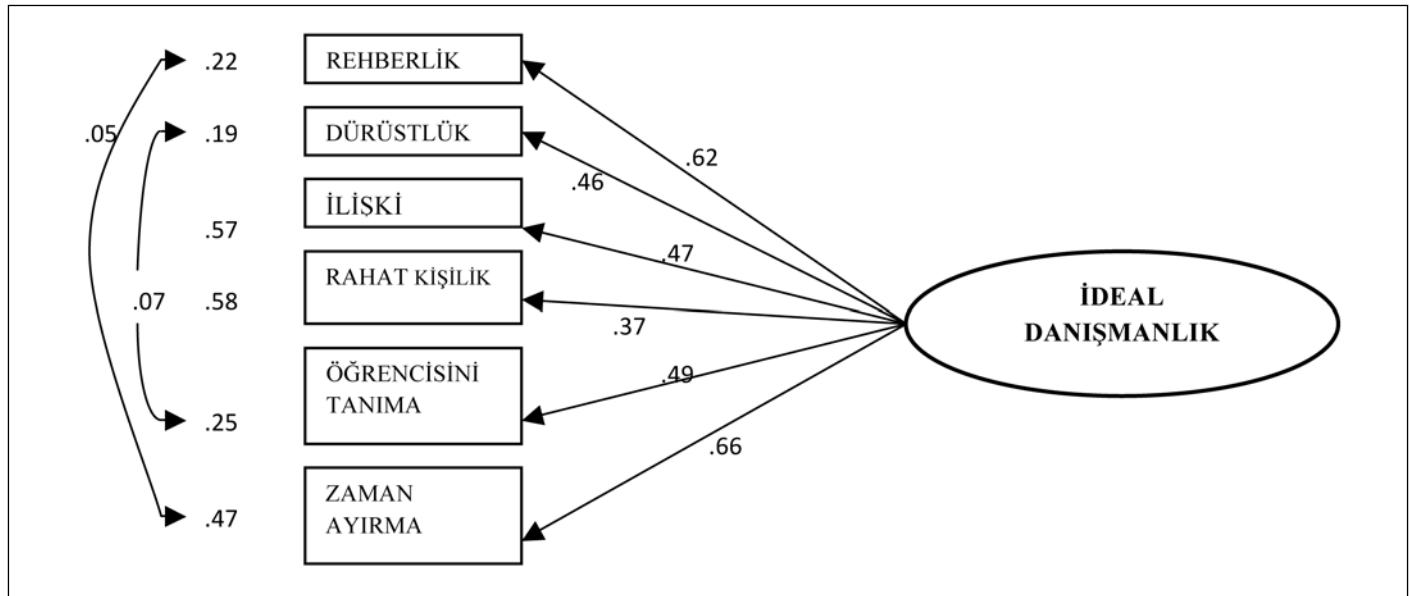 .22 REHBERLİK
.05 .19 DÜRÜSTLÜK
.62
.46
İLİŞKİ
.57
.47
.07 .58 RAHAT KİŞİLİK
.37
İDEAL
DANIŞMANLIK
ÖĞRENCİSİNİ
TANIMA
.49
.25
.66
ZAMAN
AYIRMA
.47